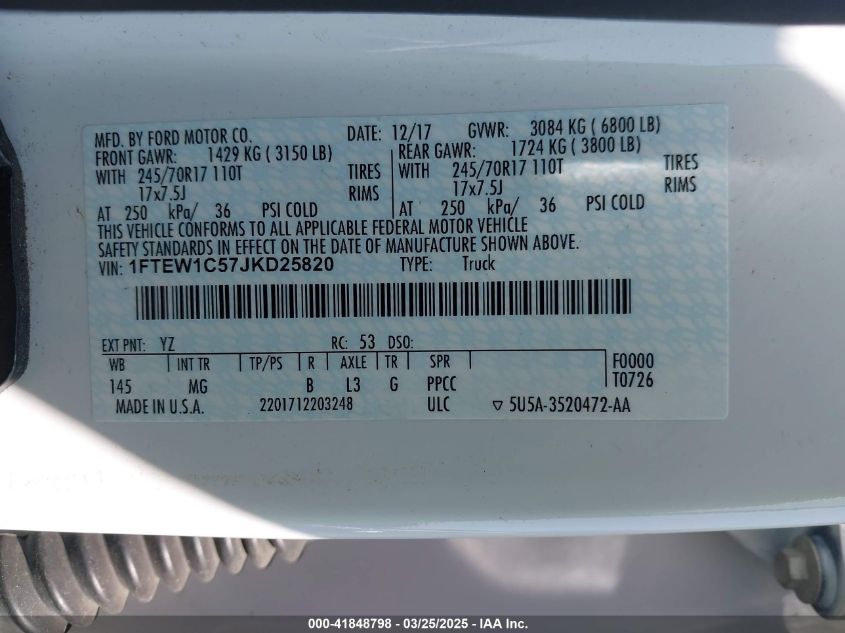 MFD. BY FORD MOTOR CO. DATE: 12/17 GVWR: 3084 KG ( 6800 LB)
FRONT GAWR: 1429 KG ( 3150 LB) REAR GAWR: 1724 KG ( 3800 LB)
WITH 245/70R17 110T TIRES WITH 245/70R17 110T TIRES
17x7.5J RIMS 17x7.5J RIMS
AT 250 kPa/ 36 PSI COLD AT 250 kPa/ 36 PSI COLD
THIS VEHICLE CONFORMS TO ALL APPLICABLE FEDERAL MOTOR VEHICLE
SAFETY STANDARDS IN EFFECT ON THE DATE OF MANUFACTURE SHOWN ABOVE.
VIN: 1FTEW1C57JKD25820 TYPE: Truck
EXT PNT: YZ RC: 53 DSO:
WB INT TR TP/PS R AXLE TR SPR F0000
145 MG B L3 G PPCC T0726
MADE IN U.S.A. 2201712203248 ULC ▽ 5U5A-3520472-AA
000-41848798 - 03/25/2025 - IAA Inc.